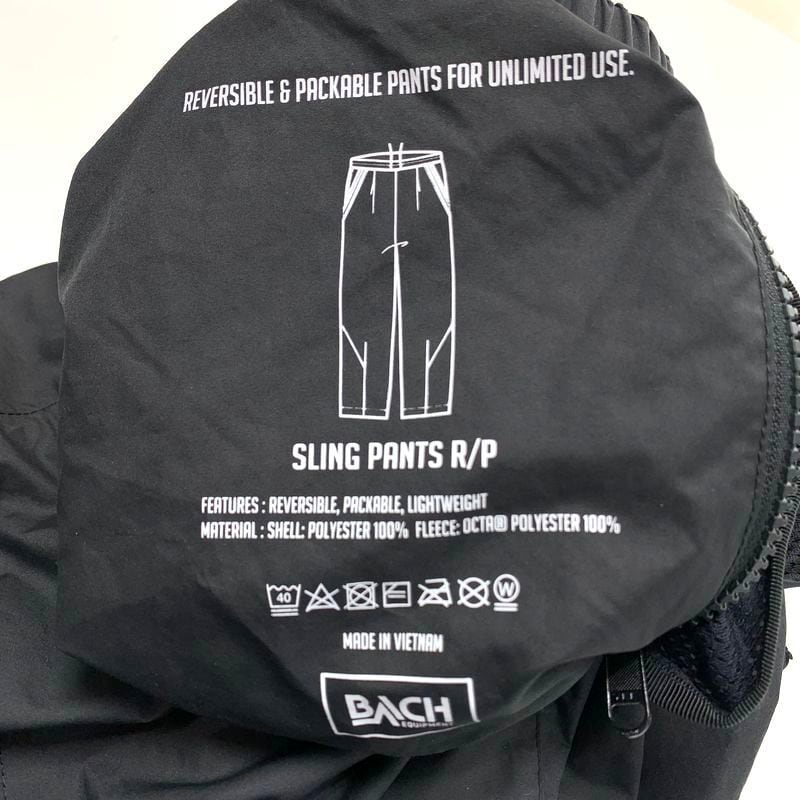 REVERSIBLE & PACKABLE PANTS FOR UNLIMITED USE.
SLING PANTS R/P
FEATURES : REVERSIBLE, PACKABLE, LIGHTWEIGHT
MATERIAL : SHELL: POLYESTER 100% FLEECE: OCTA® POLYESTER 100%
40 W
MADE IN VIETNAM
BACH
EQUIPMENT